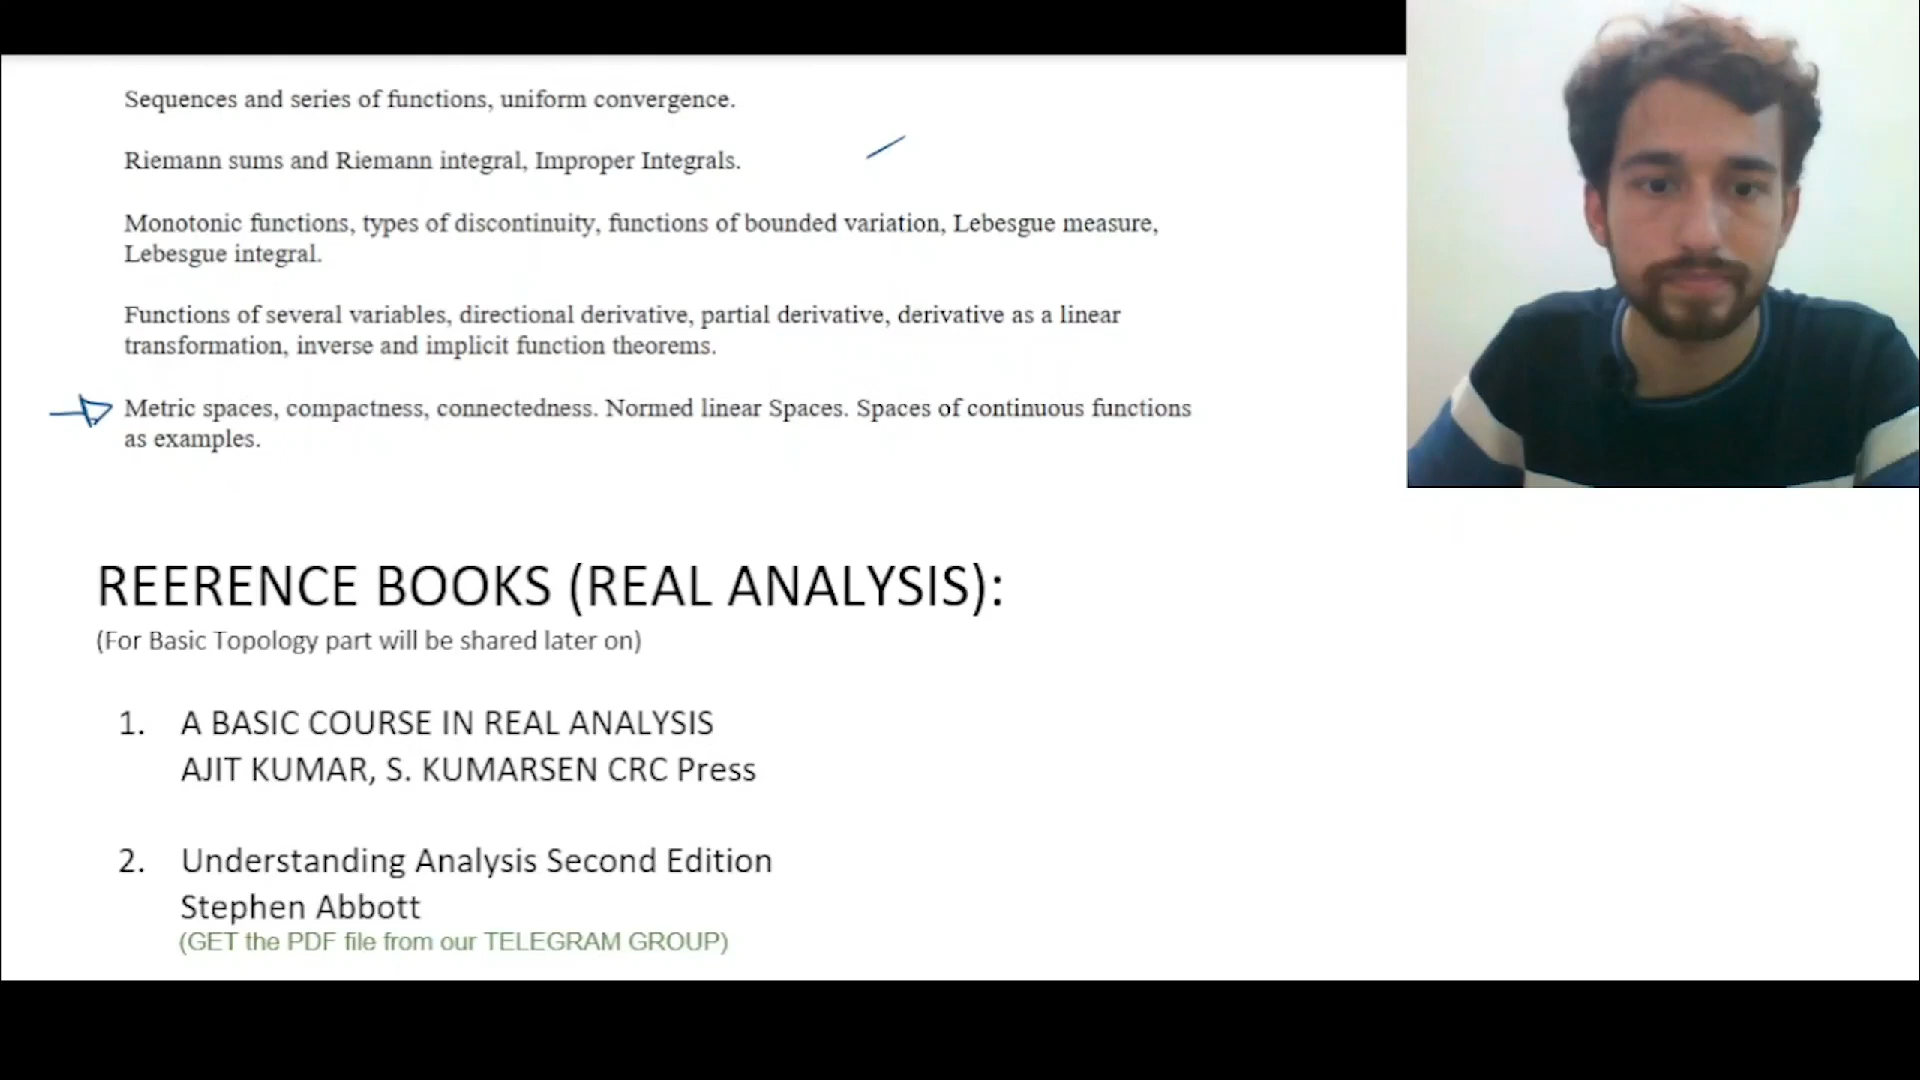 Sequences and series of functions, uniform convergence.
Riemann sums and Riemann integral, Improper Integrals.
Monotonic functions, types of discontinuity, functions of bounded variation, Lebesgue measure,
Lebesgue integral.
Functions of several variables, directional derivative, partial derivative, derivative as a linear
transformation, inverse and implicit function theorems.
Metric spaces, compactness, connectedness. Normed linear Spaces. Spaces of continuous functions
as examples.
REERENCE BOOKS (REAL ANALYSIS):
(For Basic Topology part will be shared later on)
1. A BASIC COURSE IN REAL ANALYSIS
AJIT KUMAR, S. KUMARSEN CRC Press
2. Understanding Analysis Second Edition
Stephen Abbott
(GET the PDF file from our TELEGRAM GROUP)